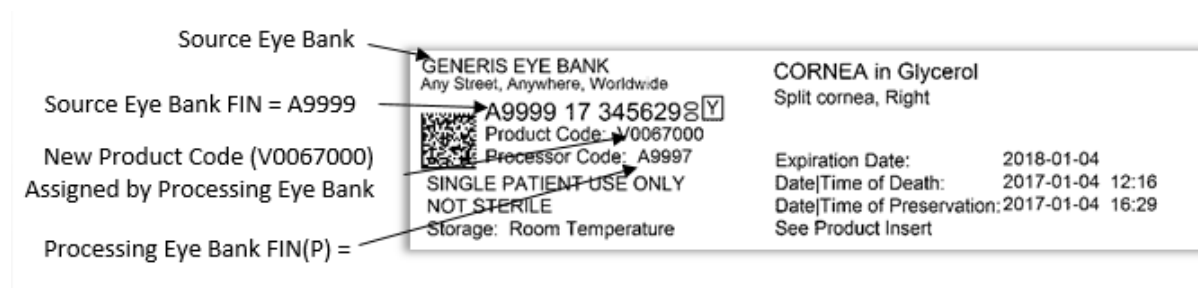 Source Eye Bank
Source Eye Bank FIN = A9999
New Product Code (V0067000)
Assigned by Processing Eye Bank
Processing Eye Bank FIN(P) =
GENERIS EYE BANK
Any Street, Anywhere, Worldwide
A9999 17 345629 00 Y
Product Code: V0067000
Processor Code: A9997
SINGLE PATIENT USE ONLY
NOT STERILE
Storage: Room Temperature
CORNEA in Glycerol
Split cornea, Right
Expiration Date: 2018-01-04
Date|Time of Death: 2017-01-04 12:16
Date|Time of Preservation: 2017-01-04 16:29
See Product Insert